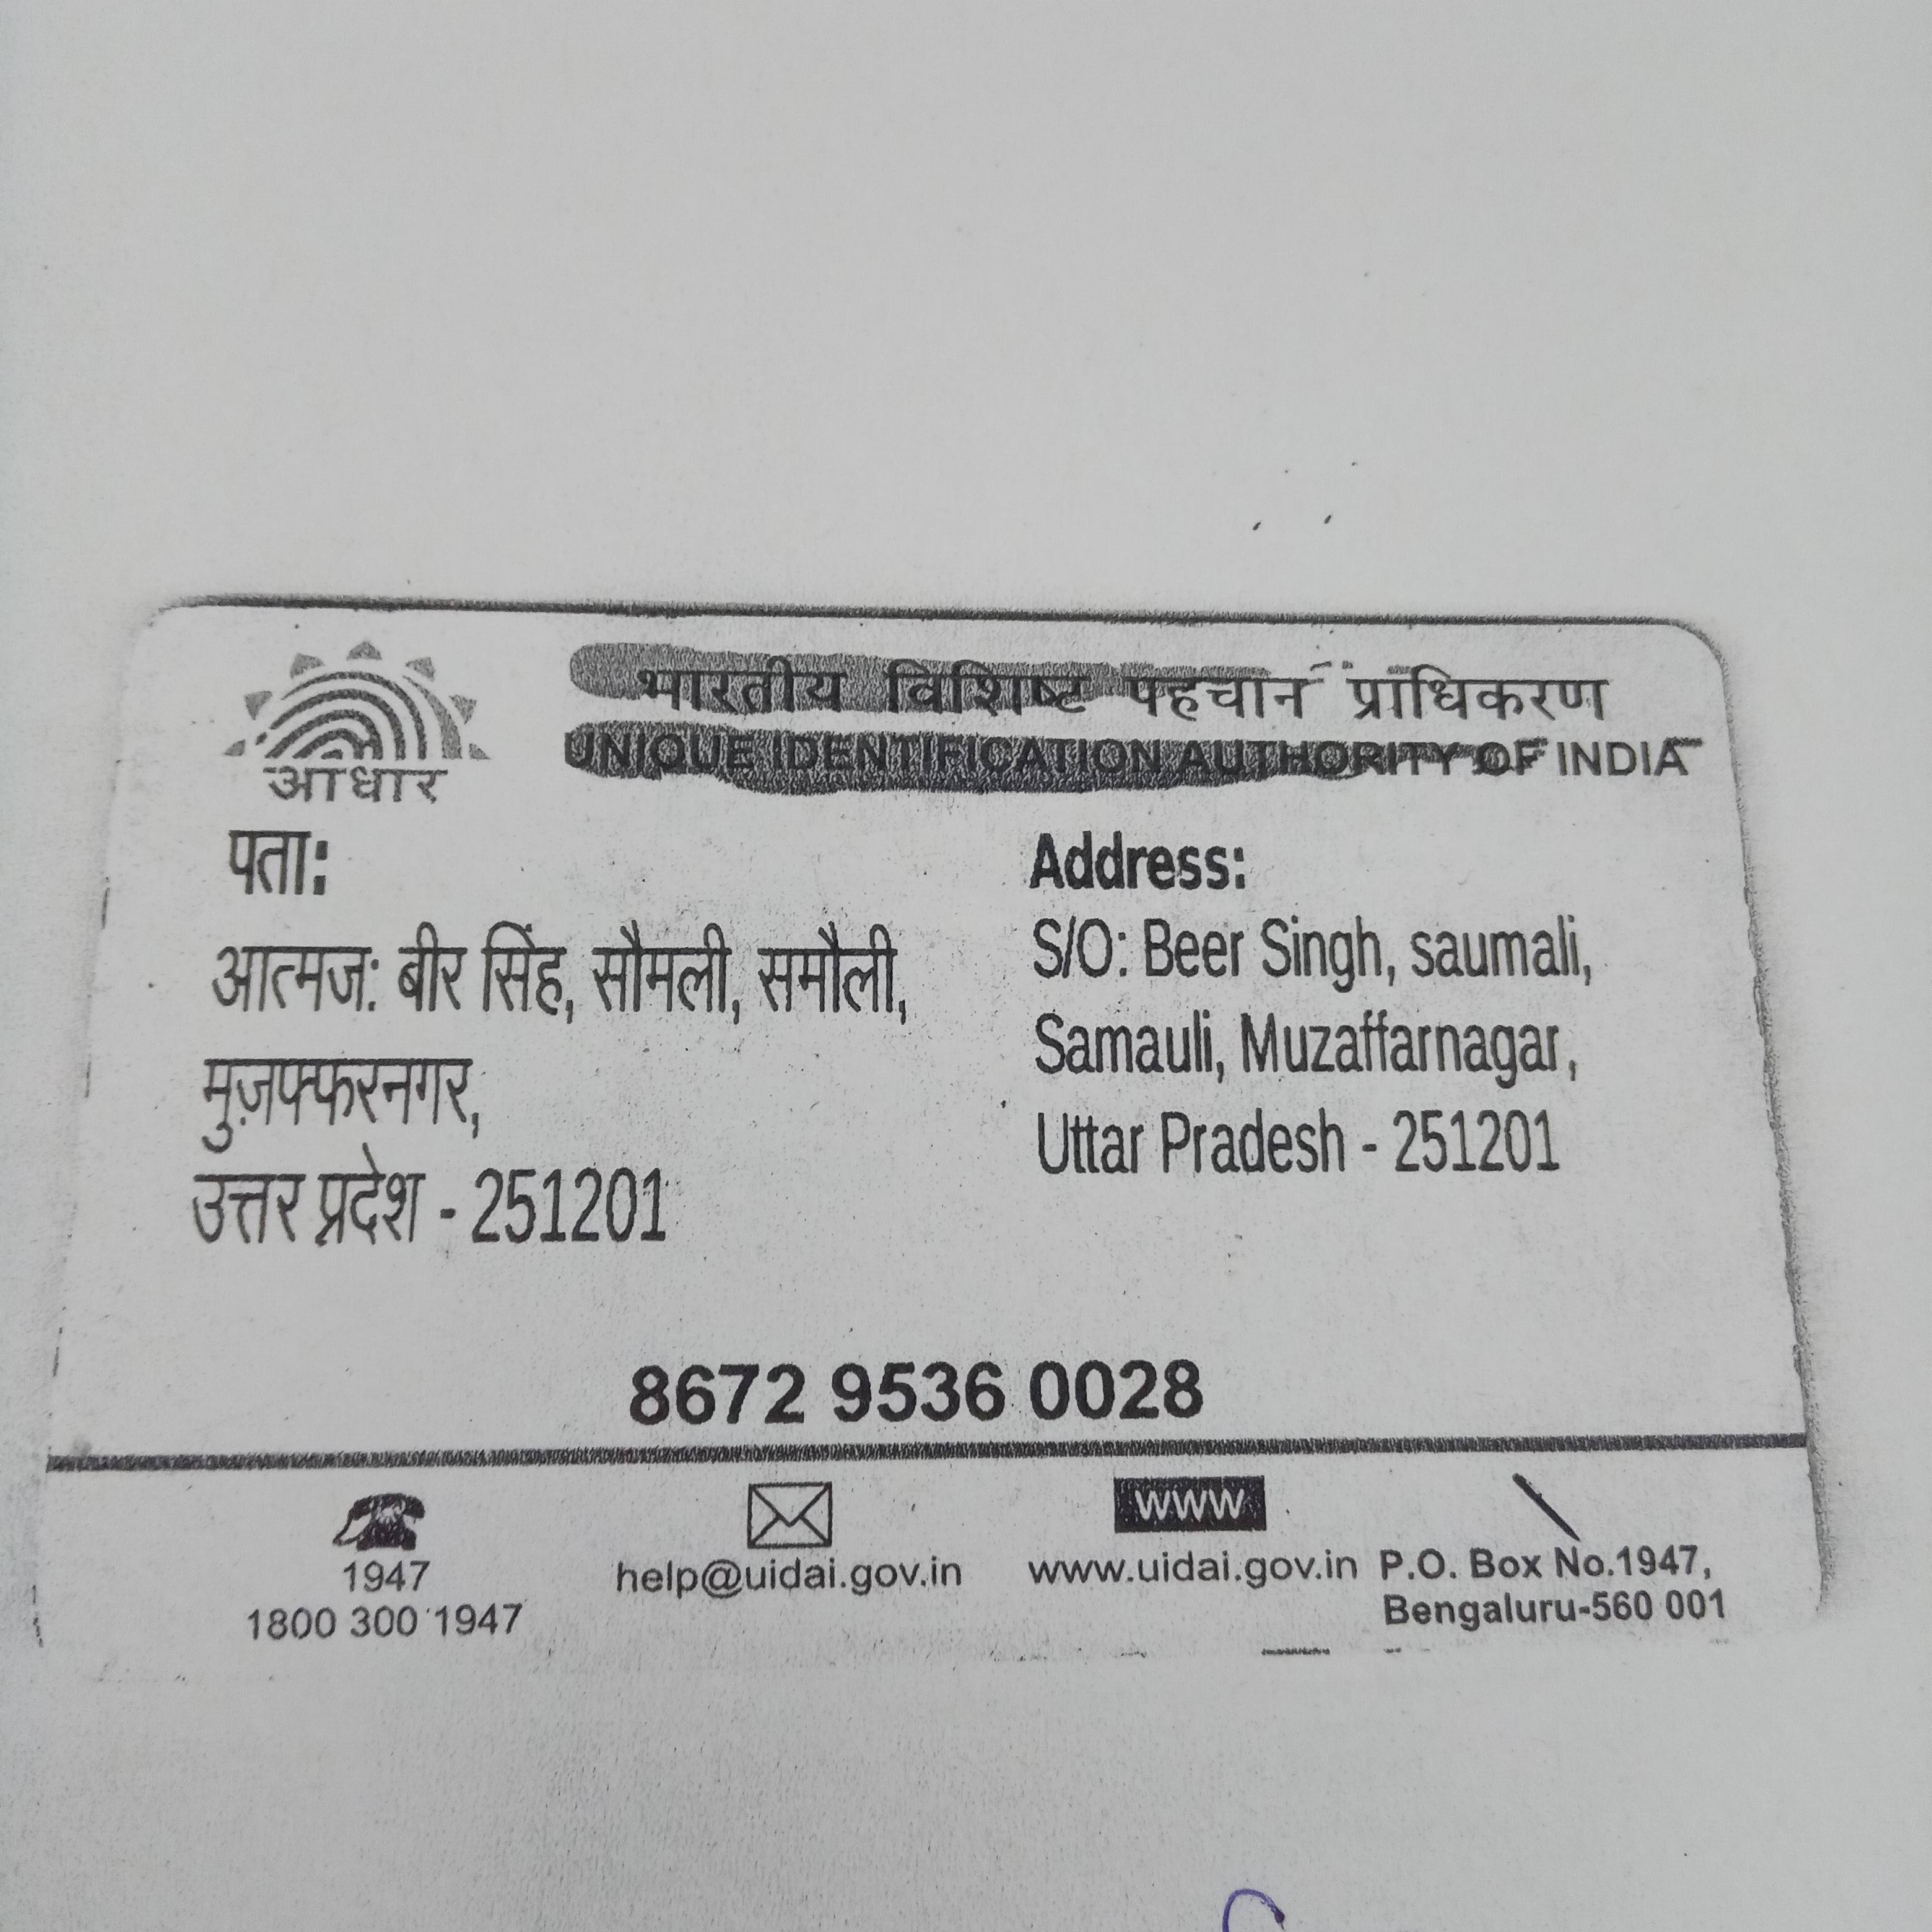 भारतीय विशिष्ट पहचान प्राधिकरण
UNIQUE IDENTIFICATION AUTHORITY OF INDIA
आधार
पता:
आत्मज: बीर सिंह, सौमली, समौली,
मुज़फ्फरनगर,
उत्तर प्रदेश - 251201
Address:
S/O: Beer Singh, saumali,
Samauli, Muzaffarnagar,
Uttar Pradesh - 251201
8672 9536 0028
1947
1800 300 1947
help@uidai.gov.in
www
www.uidai.gov.in
P.O. Box No.1947,
Bengaluru-560 001